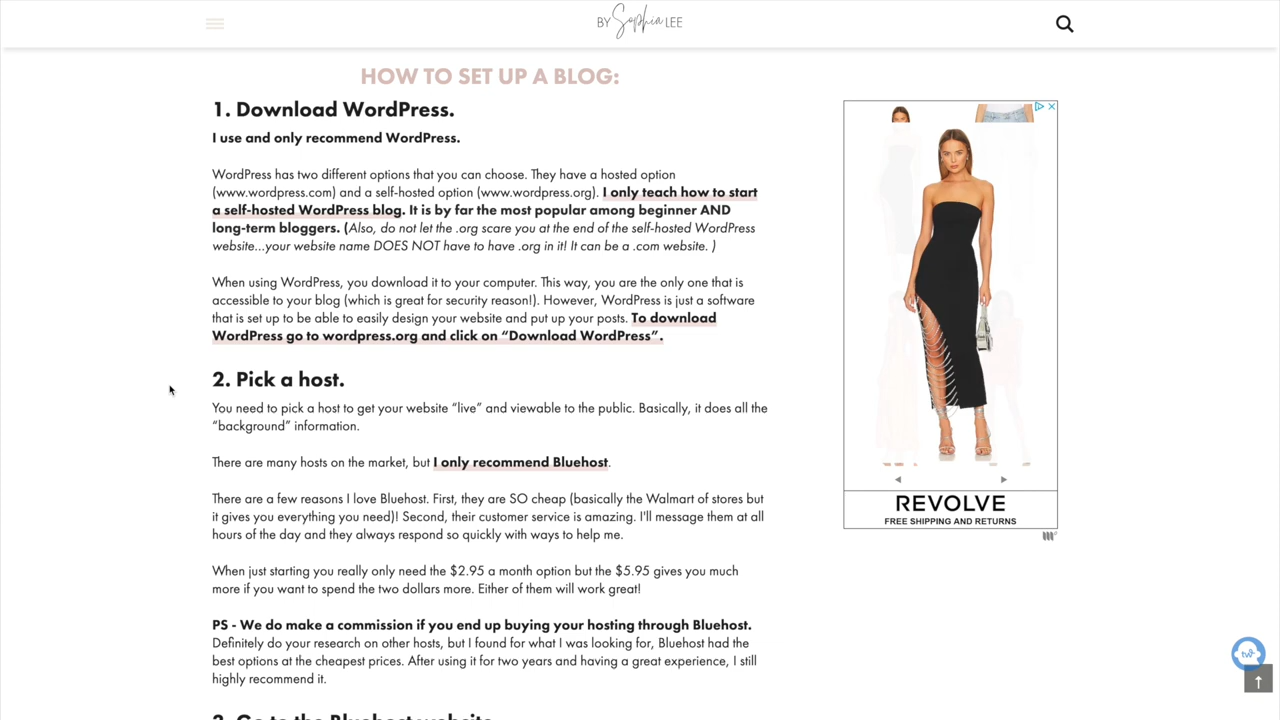 BY Sophia LEE
HOW TO SET UP A BLOG:
1. Download WordPress.
I use and only recommend WordPress.
WordPress has two different options that you can choose. They have a hosted option
(www.wordpress.com) and a self-hosted option (www.wordpress.org). I only teach how to start
a self-hosted WordPress blog. It is by far the most popular among beginner AND
long-term bloggers. (Also, do not let the .org scare you at the end of the self-hosted WordPress
website...your website name DOES NOT have to have .org in it! It can be a .com website. )
When using WordPress, you download it to your computer. This way, you are the only one that is
accessible to your blog (which is great for security reason!). However, WordPress is just a software
that is set up to be able to easily design your website and put up your posts. To download
WordPress go to wordpress.org and click on “Download WordPress”.
2. Pick a host.
You need to pick a host to get your website “live” and viewable to the public. Basically, it does all the
“background” information.
There are many hosts on the market, but I only recommend Bluehost.
There are a few reasons I love Bluehost. First, they are SO cheap (basically the Walmart of stores but
it gives you everything you need)! Second, their customer service is amazing. I'll message them at all
hours of the day and they always respond so quickly with ways to help me.
When just starting you really only need the $2.95 a month option but the $5.95 gives you much
more if you want to spend the two dollars more. Either of them will work great!
PS - We do make a commission if you end up buying your hosting through Bluehost.
Definitely do your research on other hosts, but I found for what I was looking for, Bluehost had the
best options at the cheapest prices. After using it for two years and having a great experience, I still
highly recommend it.
3. Go to the Bluehost website.
REVOLVE
FREE SHIPPING AND RETURNS